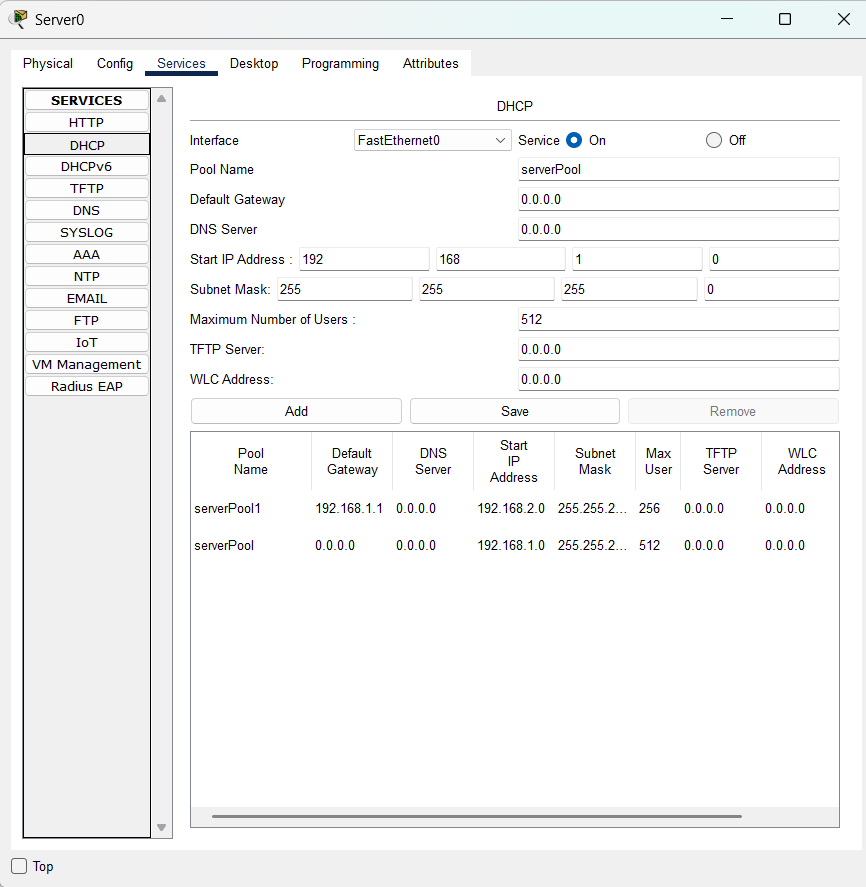 Server0
Physical Config Services Desktop Programming Attributes
SERVICES
HTTP
DHCP
DHCPv6
TFTP
DNS
SYSLOG
AAA
NTP
EMAIL
FTP
IoT
VM Management
Radius EAP
DHCP
Interface FastEthernet0 Service On Off
Pool Name serverPool
Default Gateway 0.0.0.0
DNS Server 0.0.0.0
Start IP Address : 192 168 1 0
Subnet Mask: 255 255 255 0
Maximum Number of Users : 512
TFTP Server: 0.0.0.0
WLC Address: 0.0.0.0
Add Save Remove
Pool Name Default Gateway DNS Server Start IP Address Subnet Mask Max User TFTP Server WLC Address
serverPool1 192.168.1.1 0.0.0.0 192.168.2.0 255.255.2... 256 0.0.0.0 0.0.0.0
serverPool 0.0.0.0 0.0.0.0 192.168.1.0 255.255.2... 512 0.0.0.0 0.0.0.0
Top